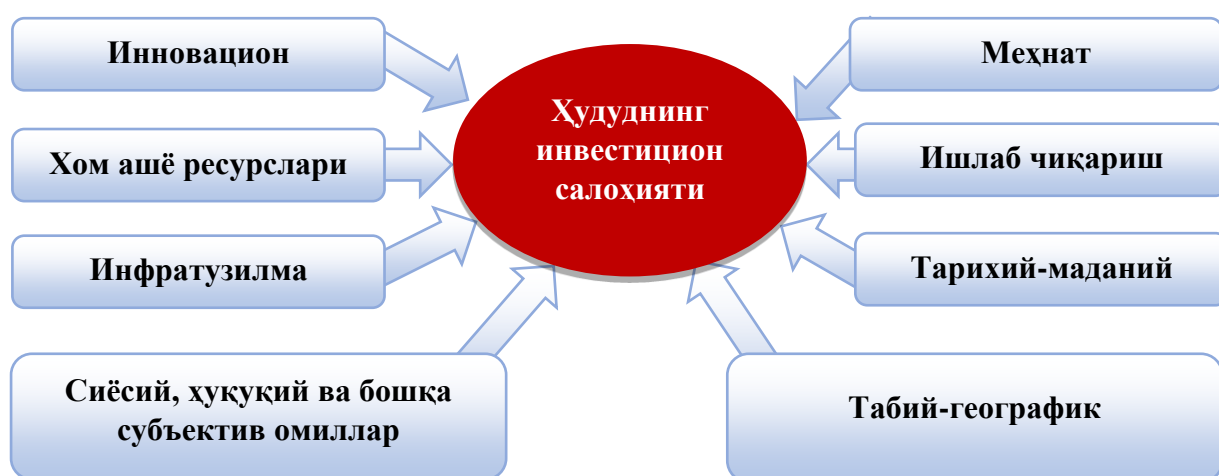 Инновацион
Хом ашё ресурслари
Инфратузилма
Сиёсий, ҳуқуқий ва бошқа
субъектив омиллар
Ҳудуднинг
инвестицион
салоҳияти
Меҳнат
Ишлаб чиқариш
Тарихий-маданий
Табий-географик